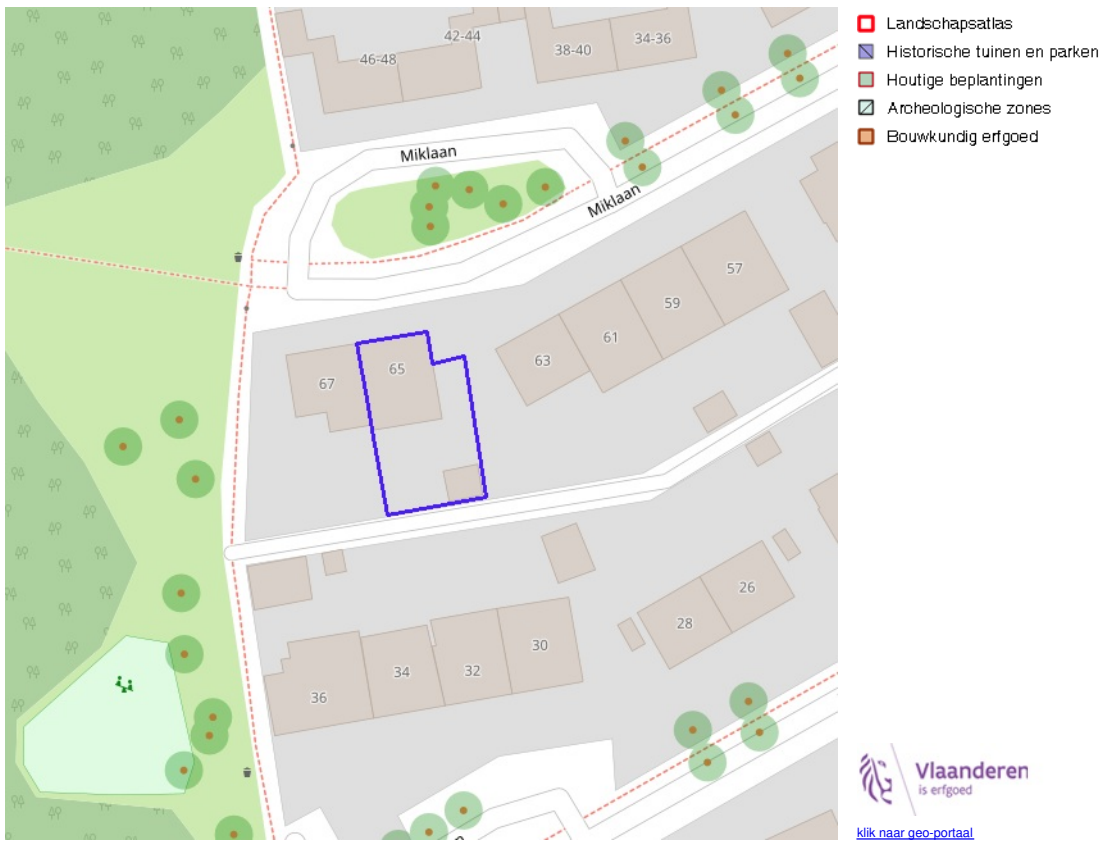 42-44
34-36
38-40
46-48
Miklaan
Miklaan
57
59
61
63
65
67
26
28
30
32
34
36
Landschapsatlas
Historische tuinen en parken
Houtige beplantingen
Archeologische zones
Bouwkundig erfgoed
Vlaanderen
is erfgoed
klik naar geo-portaal